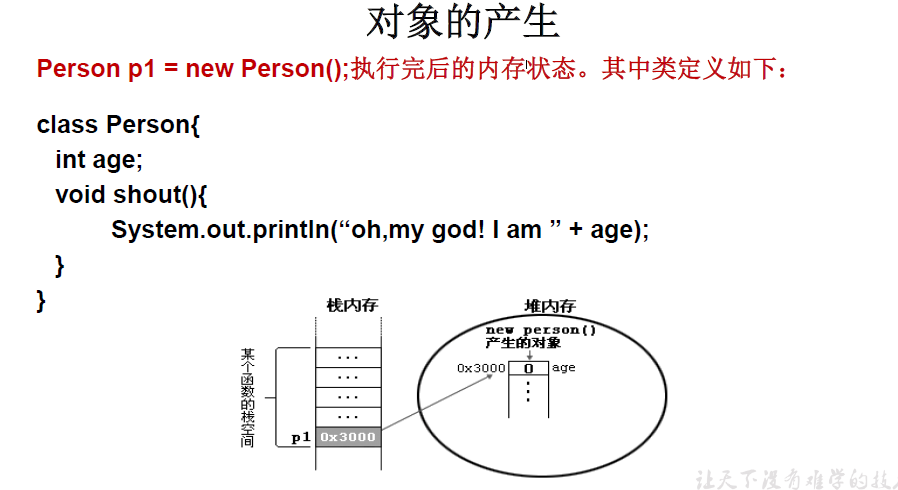 对象的产生
Person p1 = new Person();执行完后的内存状态。其中类定义如下：
class Person{
int age;
void shout(){
System.out.println(“oh,my god! I am ” + age);
}
}
栈内存
堆内存
new person()
产生的对象
某个函数的栈空间
...
...
...
...
p1
0x3000
0x3000
0
age
让天下没有难学的技